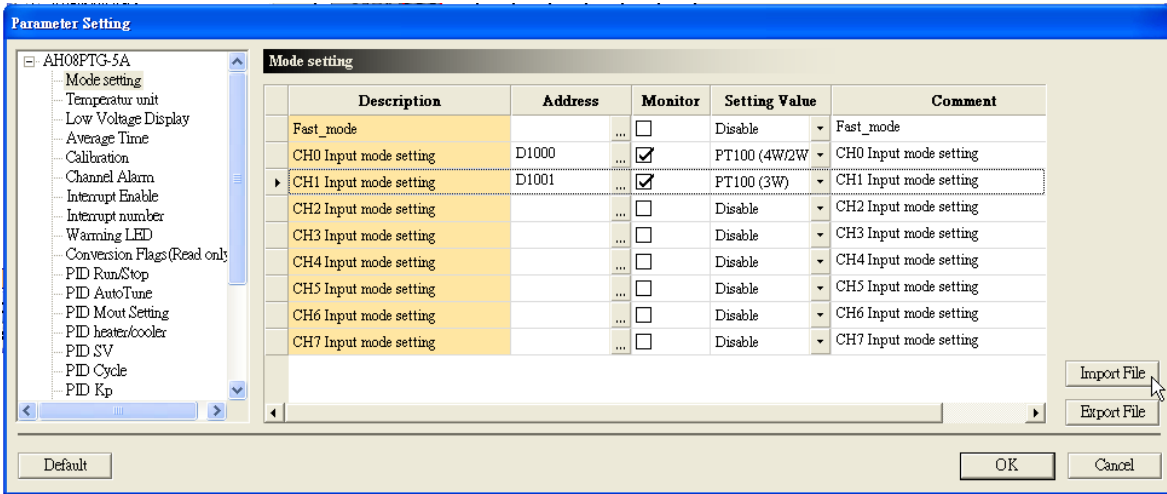 Parameter Setting
AH08PTG-5A
Mode setting
Temperatur unit
Low Voltage Display
Average Time
Calibration
Channel Alarm
Interrupt Enable
Interrupt number
Warming LED
Conversion Flags(Read only
PID Run/Stop
PID AutoTune
PID Mout Setting
PID heater/cooler
PID SV
PID Cycle
PID Kp
Mode setting
Description Address Monitor Setting Value Comment
Fast_mode ... Disable Fast_mode
CH0 Input mode setting D1000 ... PT100 (4W/2W CH0 Input mode setting
CH1 Input mode setting D1001 ... PT100 (3W) CH1 Input mode setting
CH2 Input mode setting ... Disable CH2 Input mode setting
CH3 Input mode setting ... Disable CH3 Input mode setting
CH4 Input mode setting ... Disable CH4 Input mode setting
CH5 Input mode setting ... Disable CH5 Input mode setting
CH6 Input mode setting ... Disable CH6 Input mode setting
CH7 Input mode setting ... Disable CH7 Input mode setting
Import File
Export File
Default OK Cancel